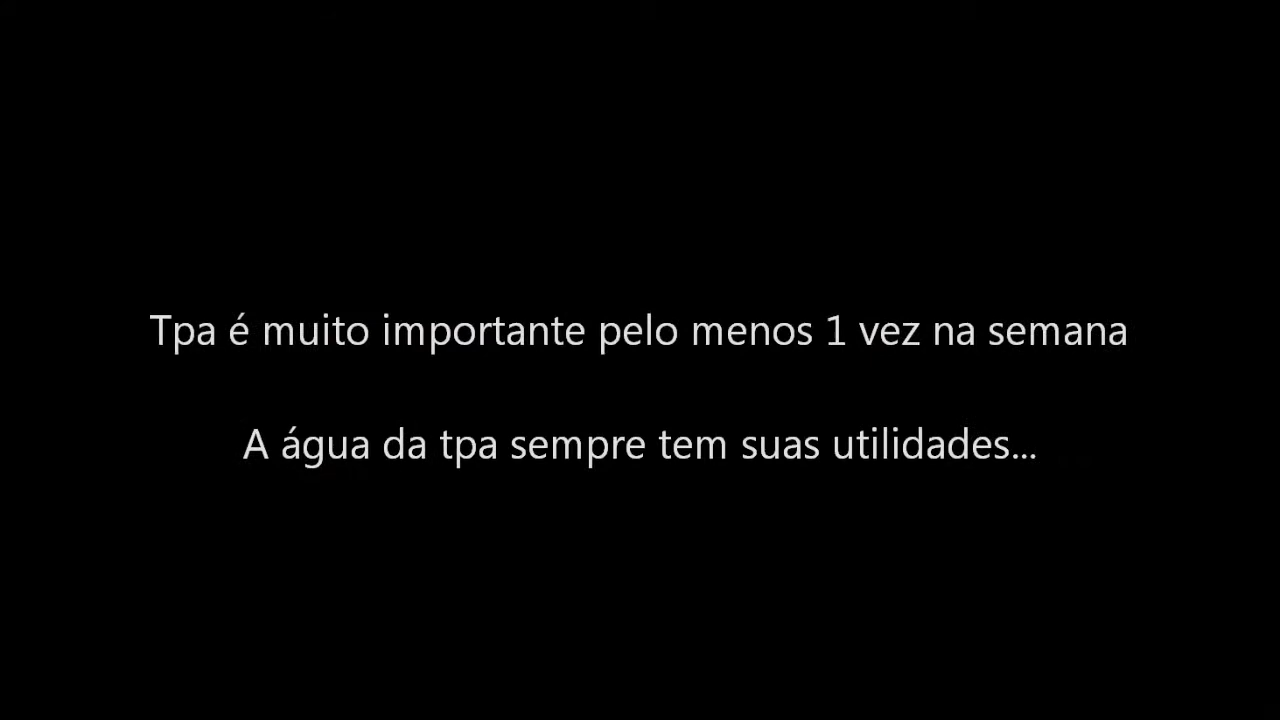 Tpa é muito importante pelo menos 1 vez na semana
A água da tpa sempre tem suas utilidades...